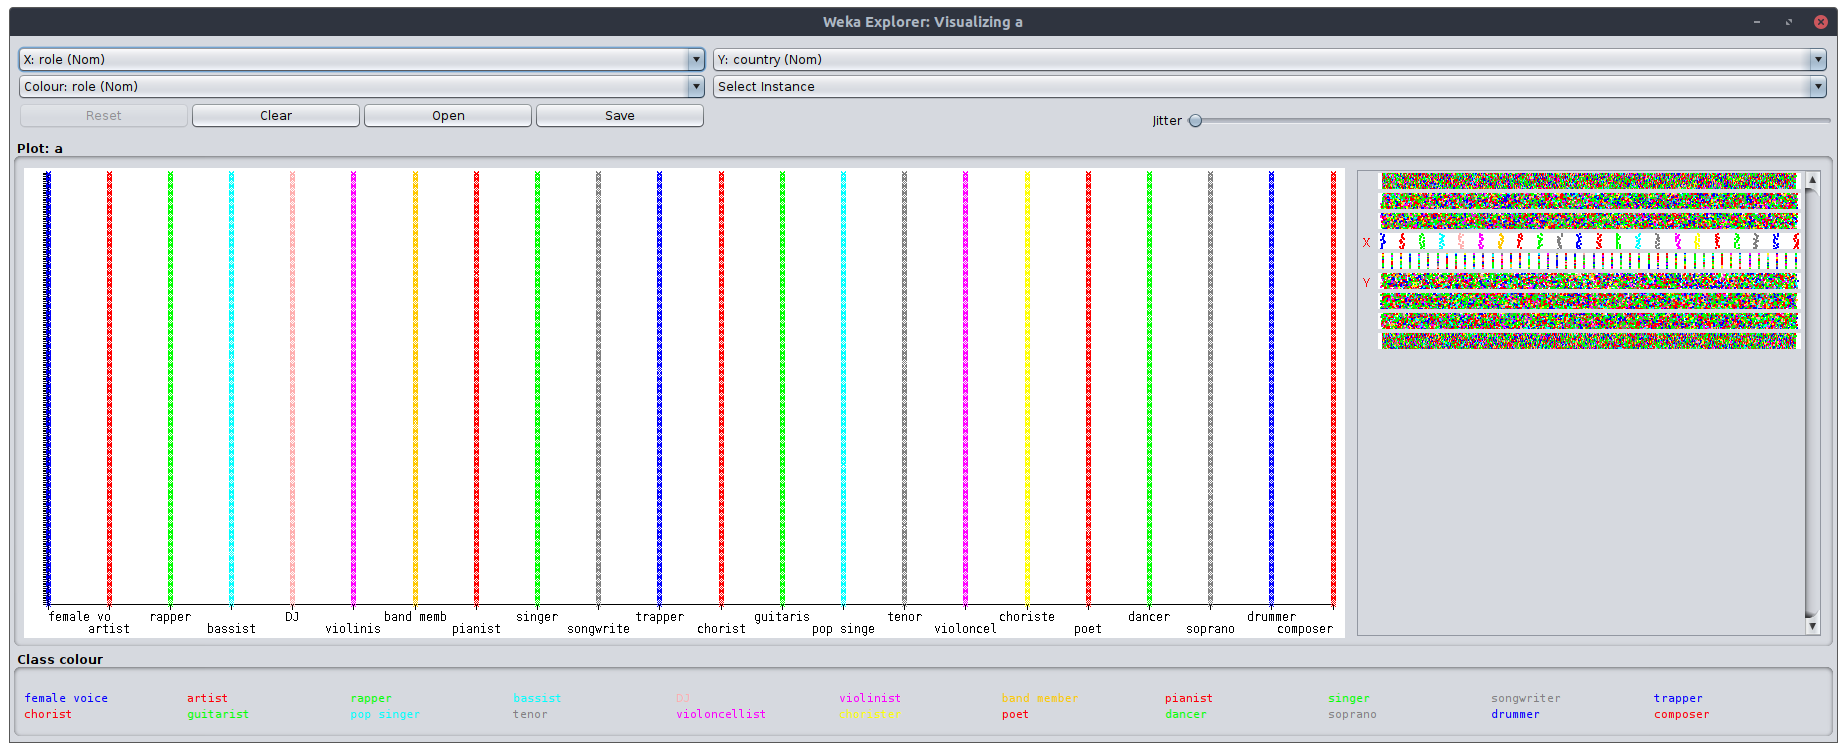 Weka Explorer: Visualizing a
X: role (Nom) Y: country (Nom)
Colour: role (Nom) Select Instance
Reset Clear Open Save Jitter
Plot: a
X
Y
female vo rapper DJ band memb singer trapper guitaris tenor choriste dancer drummer
artist bassist violinis pianist songwrite chorist pop singe violoncel poet soprano composer
Class colour
female voice artist rapper bassist DJ violinist band member pianist singer songwriter trapper
chorist guitarist pop singer tenor violoncellist chorister poet dancer soprano drummer composer